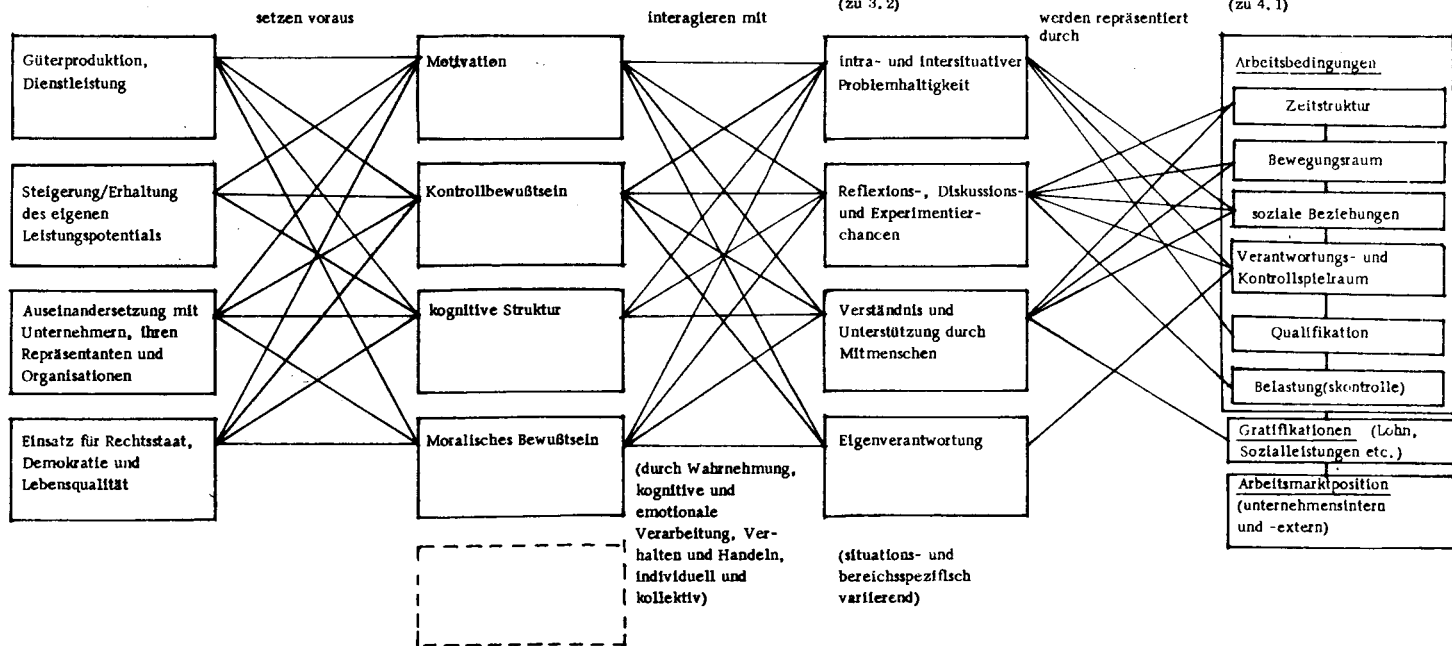 (zu 3. 2)
(zu 4. 1)
setzen voraus
interagieren mit
werden repräsentiert
durch
Güterproduktion,
Dienstleistung
Steigerung/Erhaltung
des eigenen
Leistungspotentials
Auseinandersetzung mit
Unternehmern, ihren
Repräsentanten und
Organisationen
Einsatz für Rechtsstaat,
Demokratie und
Lebensqualität
Motivation
Kontrollbewußtsein
kognitive Struktur
Moralisches Bewußtsein
(durch Wahrnehmung,
kognitive und
emotionale
Verarbeitung, Ver-
halten und Handeln,
individuell und
kollektiv)
intra- und intersituativer
Problemhaltigkeit
Reflexions-, Diskussions-
und Experimentier-
chancen
Verständnis und
Unterstützung durch
Mitmenschen
Eigenverantwortung
(situations- und
bereichsspezifisch
variierend)
Arbeitsbedingungen
Zeitstruktur
Bewegungsraum
soziale Beziehungen
Verantwortungs- und
Kontrollspielraum
Qualifikation
Belastung(skontrolle)
Gratifikationen (Lohn,
Sozialleistungen etc.)
Arbeitsmarktposition
(unternehmensintern
und -extern)